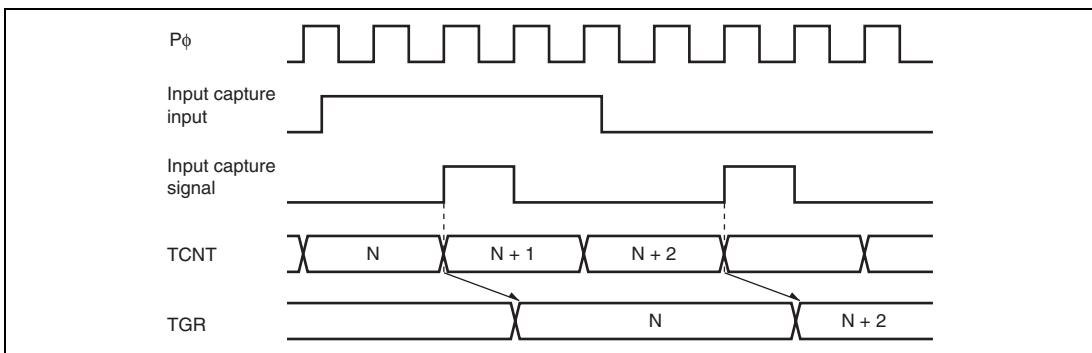 Pϕ
Input capture
input
Input capture
signal
TCNT
N
N + 1
N + 2
TGR
N
N + 2